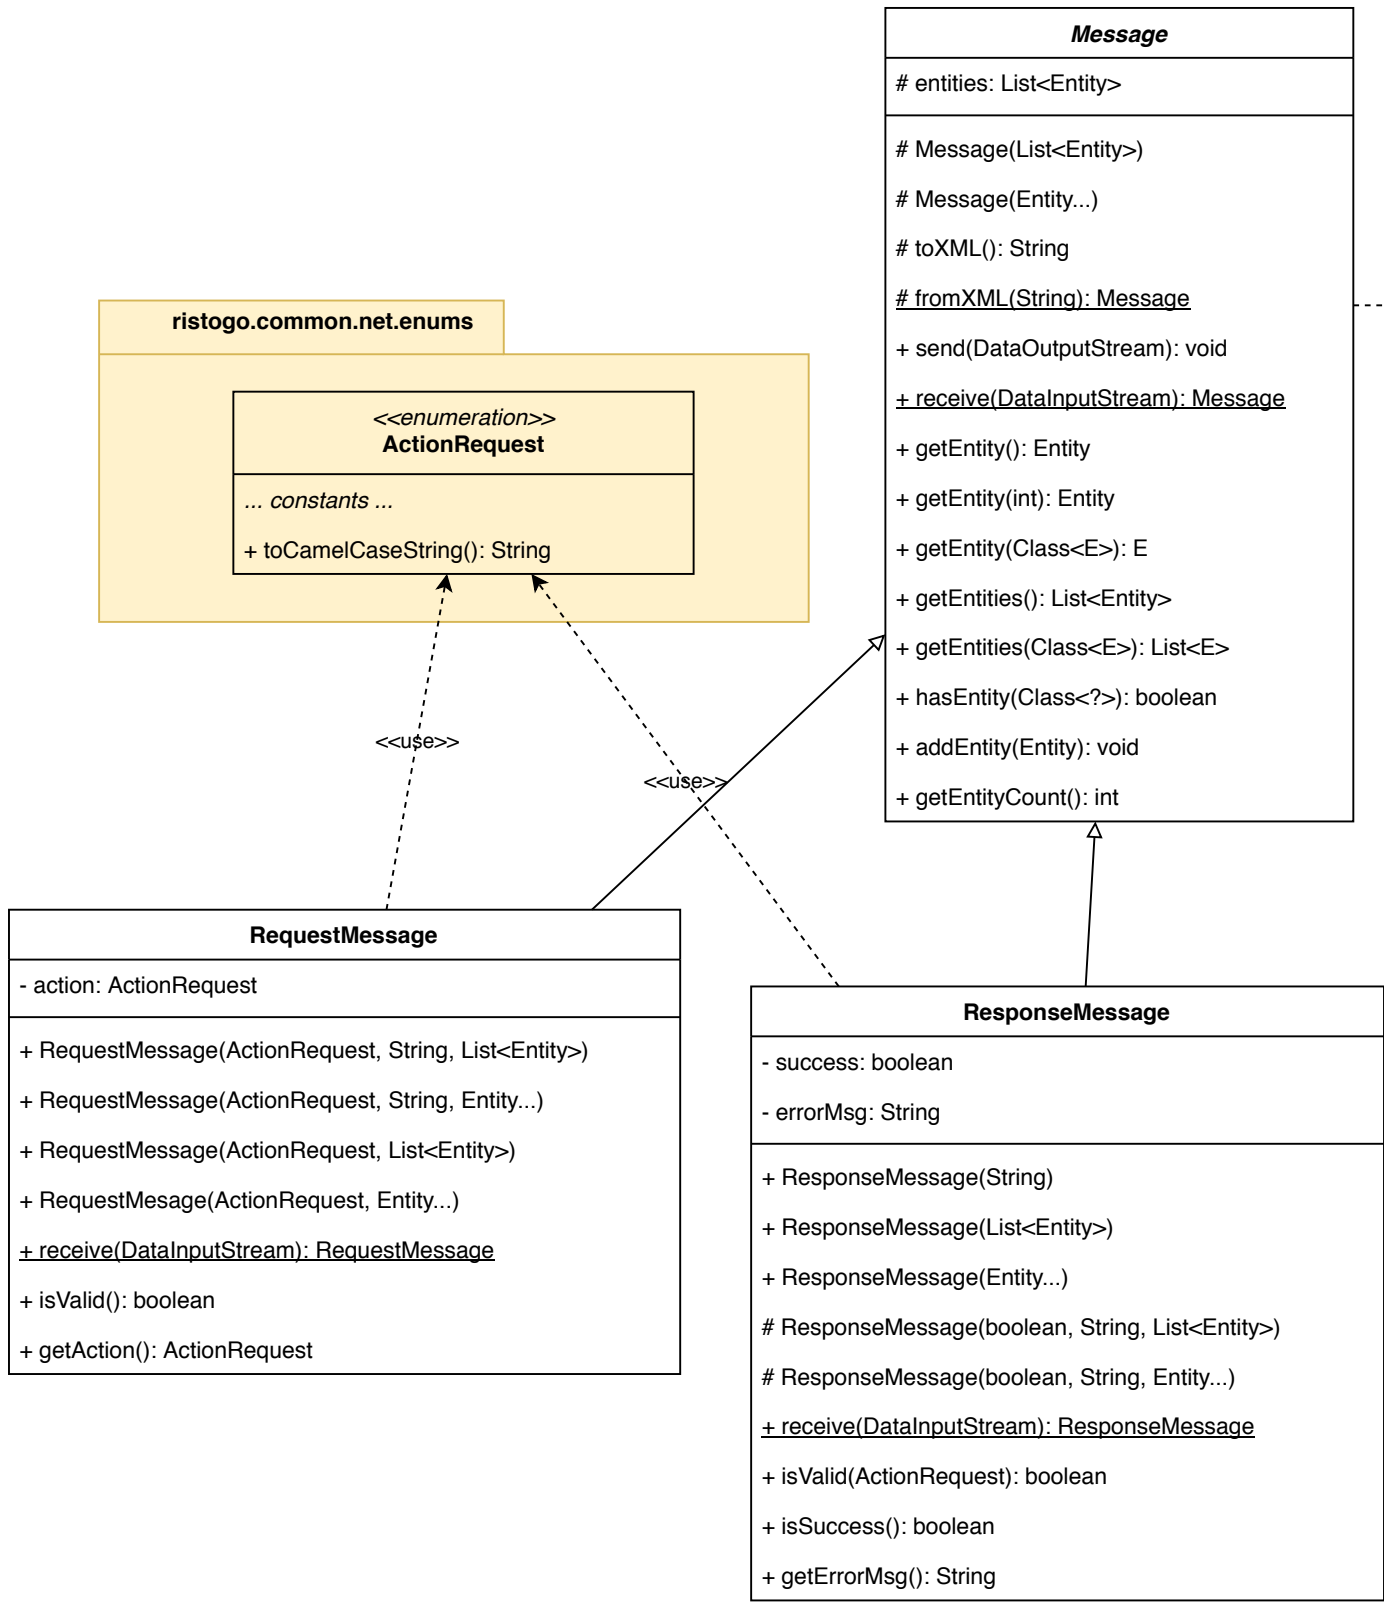 Message
# entities: List<Entity>
# Message(List<Entity>)
# Message(Entity...)
# toXML(): String
# fromXML(String): Message
+ send(DataOutputStream): void
+ receive(DataInputStream): Message
+ getEntity(): Entity
+ getEntity(int): Entity
+ getEntity(Class<E>): E
+ getEntities(): List<Entity>
+ getEntities(Class<E>): List<E>
+ hasEntity(Class<?>): boolean
+ addEntity(Entity): void
+ getEntityCount(): int
ristogo.common.net.enums
<<enumeration>>
ActionRequest
... constants ...
+ toCamelCaseString(): String
<<use>>
<<use>>
RequestMessage
- action: ActionRequest
+ RequestMessage(ActionRequest, String, List<Entity>)
+ RequestMessage(ActionRequest, String, Entity...)
+ RequestMessage(ActionRequest, List<Entity>)
+ RequestMesage(ActionRequest, Entity...)
+ receive(DataInputStream): RequestMessage
+ isValid(): boolean
+ getAction(): ActionRequest
ResponseMessage
- success: boolean
- errorMsg: String
+ ResponseMessage(String)
+ ResponseMessage(List<Entity>)
+ ResponseMessage(Entity...)
# ResponseMessage(boolean, String, List<Entity>)
# ResponseMessage(boolean, String, Entity...)
+ receive(DataInputStream): ResponseMessage
+ isValid(ActionRequest): boolean
+ isSuccess(): boolean
+ getErrorMsg(): String